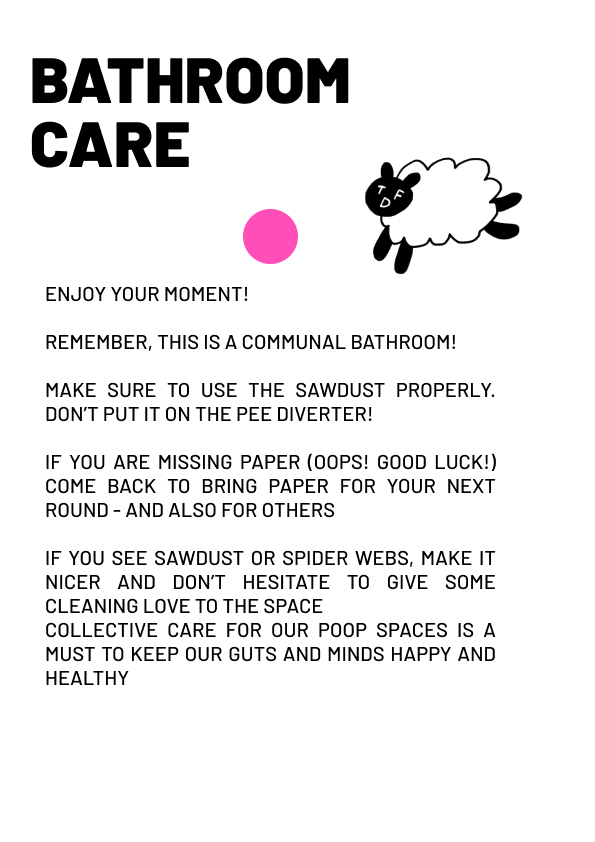 BATHROOM
CARE
T F
D
ENJOY YOUR MOMENT!
REMEMBER, THIS IS A COMMUNAL BATHROOM!
MAKE SURE TO USE THE SAWDUST PROPERLY.
DON'T PUT IT ON THE PEE DIVERTER!
IF YOU ARE MISSING PAPER (OOPS! GOOD LUCK!)
COME BACK TO BRING PAPER FOR YOUR NEXT
ROUND - AND ALSO FOR OTHERS
IF YOU SEE SAWDUST OR SPIDER WEBS, MAKE IT
NICER AND DON'T HESITATE TO GIVE SOME
CLEANING LOVE TO THE SPACE
COLLECTIVE CARE FOR OUR POOP SPACES IS A
MUST TO KEEP OUR GUTS AND MINDS HAPPY AND
HEALTHY